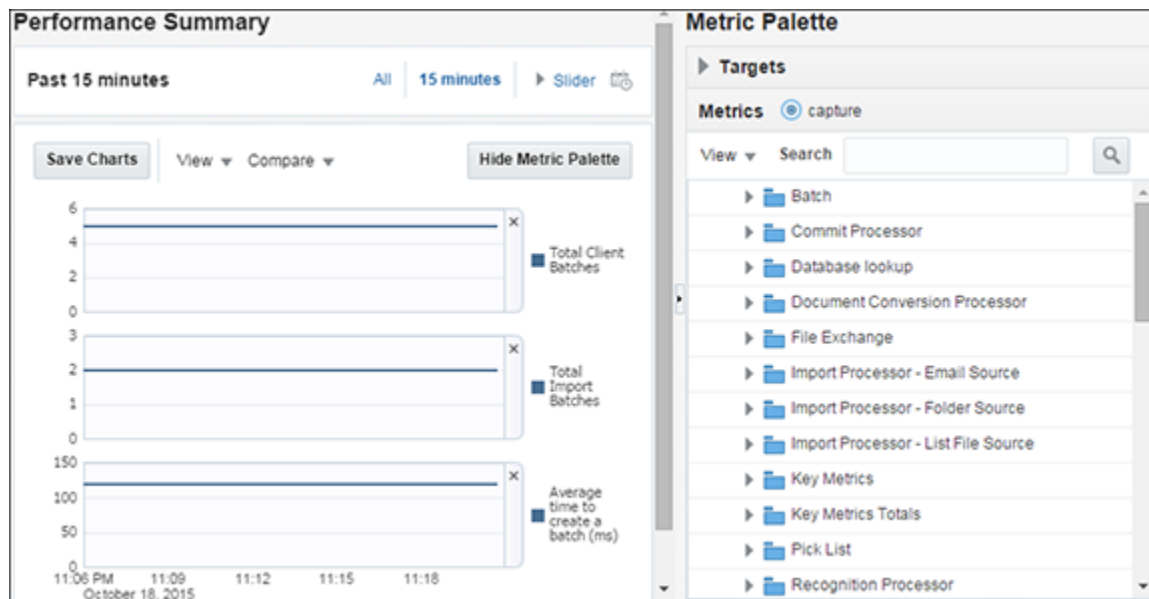 Performance Summary
Past 15 minutes
All
15 minutes
Slider
Save Charts
View
Compare
Hide Metric Palette
6
4
2
0
Total Client
Batches
3
2
1
0
Total
Import
Batches
150
100
50
0
Average
time to
create a
batch (ms)
11:06 PM 11:09 11:12 11:15 11:18
October 18, 2015
Metric Palette
Targets
Metrics capture
View Search
Batch
Commit Processor
Database lookup
Document Conversion Processor
File Exchange
Import Processor - Email Source
Import Processor - Folder Source
Import Processor - List File Source
Key Metrics
Key Metrics Totals
Pick List
Recognition Processor